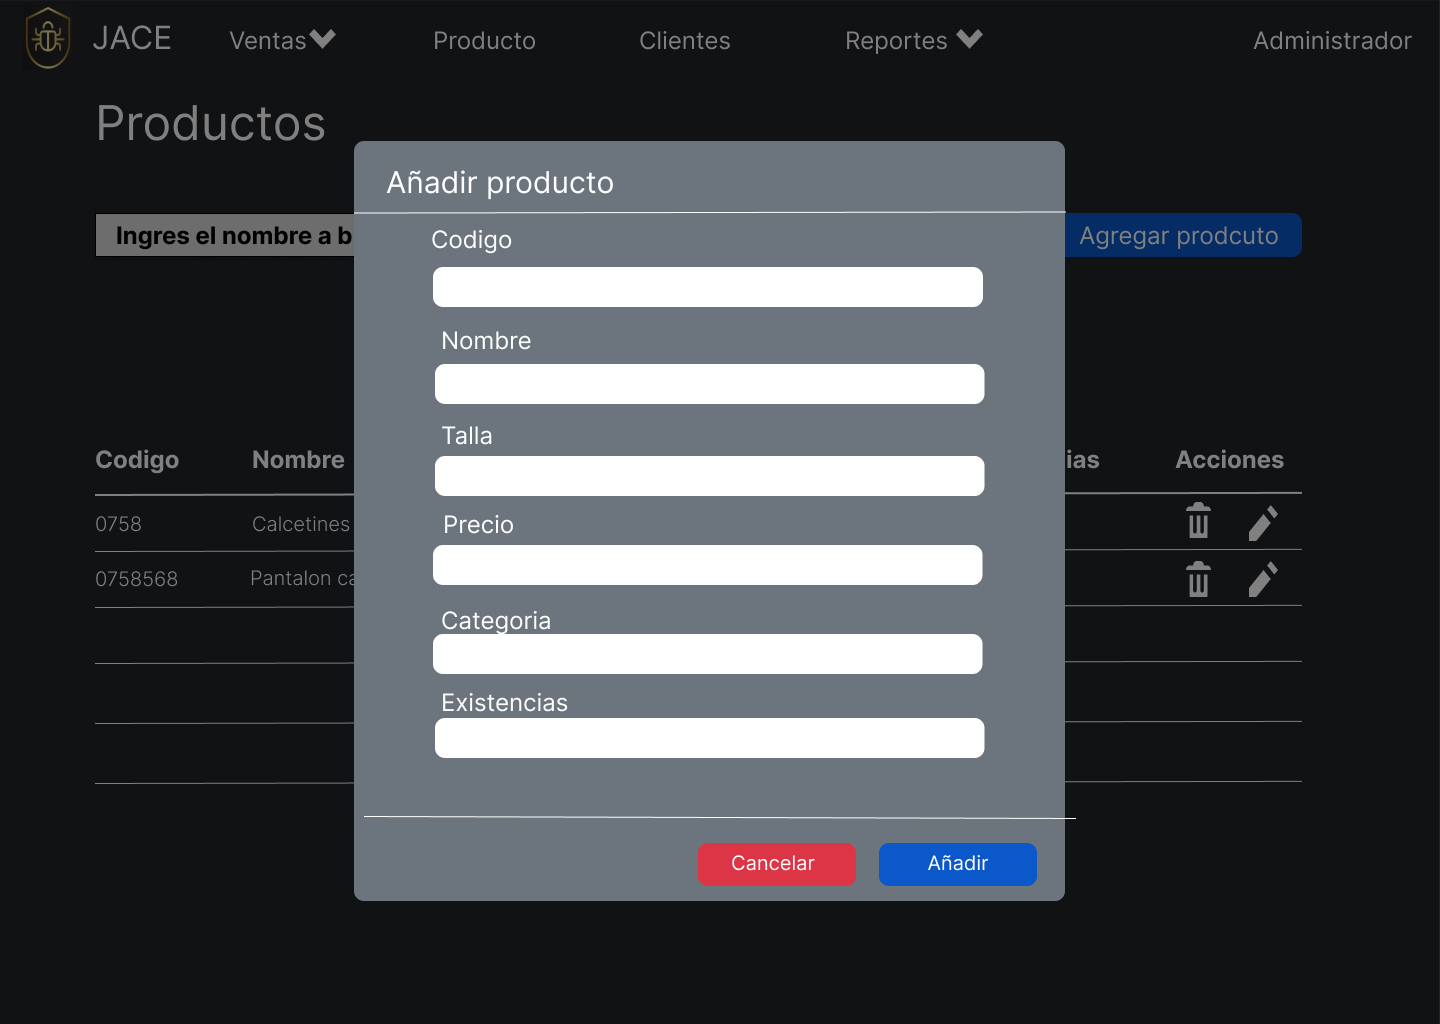 JACE Ventas Producto Clientes Reportes Administrador
Productos
Añadir producto
Ingres el nombre a b
Agregar prodcuto
Codigo
Nombre
Talla
Precio
Categoria
Existencias
Cancelar Añadir
Codigo Nombre ias Acciones
0758 Calcetines
0758568 Pantalon ca